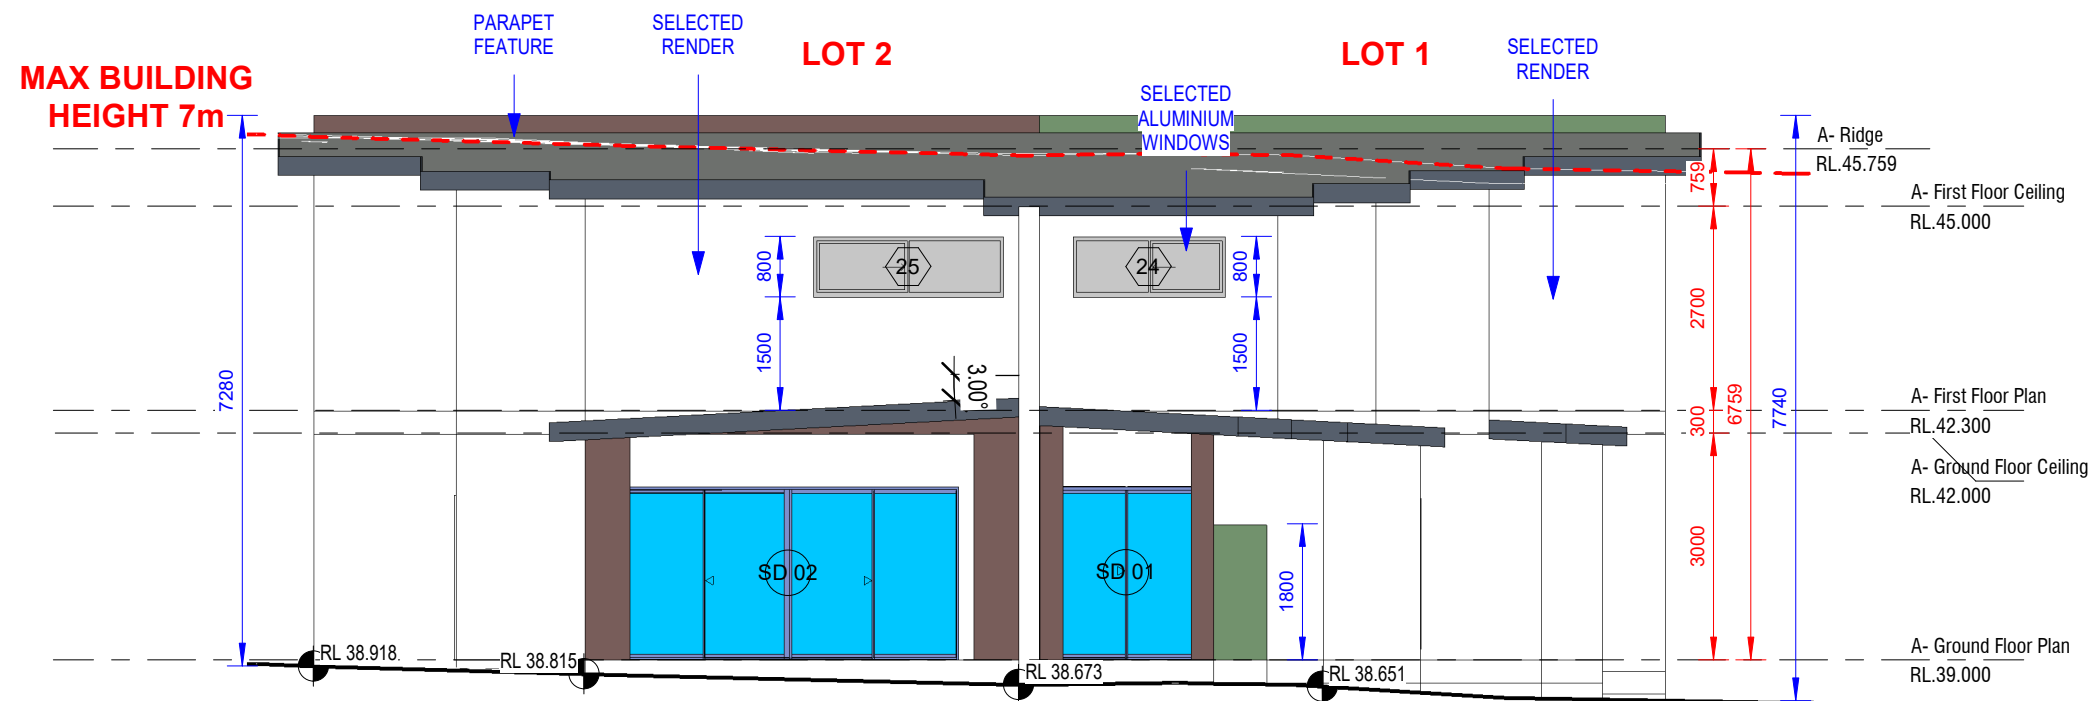 PARAPET
FEATURE
SELECTED
RENDER
LOT 2
LOT 1
SELECTED
RENDER
MAX BUILDING
HEIGHT 7m
SELECTED
ALUMINIUM
WINDOWS
A- Ridge
RL.45.759
759
A- First Floor Ceiling
RL.45.000
800
25
24
800
2700
1500
1500
3.00°
7280
6759
7740
300
A- First Floor Plan
RL.42.300
A- Ground Floor Ceiling
RL.42.000
3000
SD 02
SD 01
1800
RL 38.918
RL 38.815
RL 38.673
RL 38.651
A- Ground Floor Plan
RL.39.000